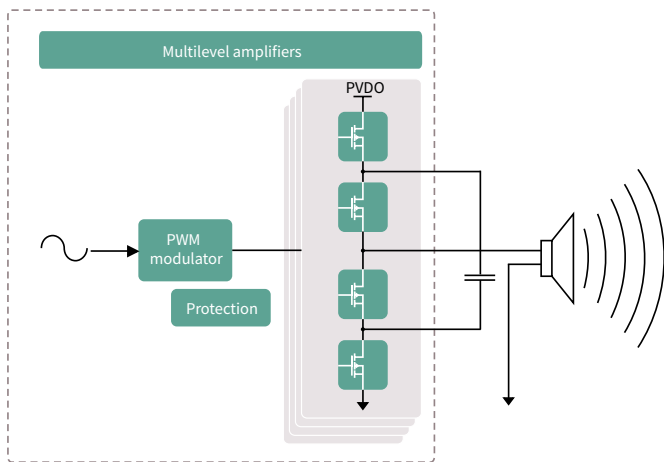 Multilevel amplifiers
PVDO
PWM
modulator
Protection